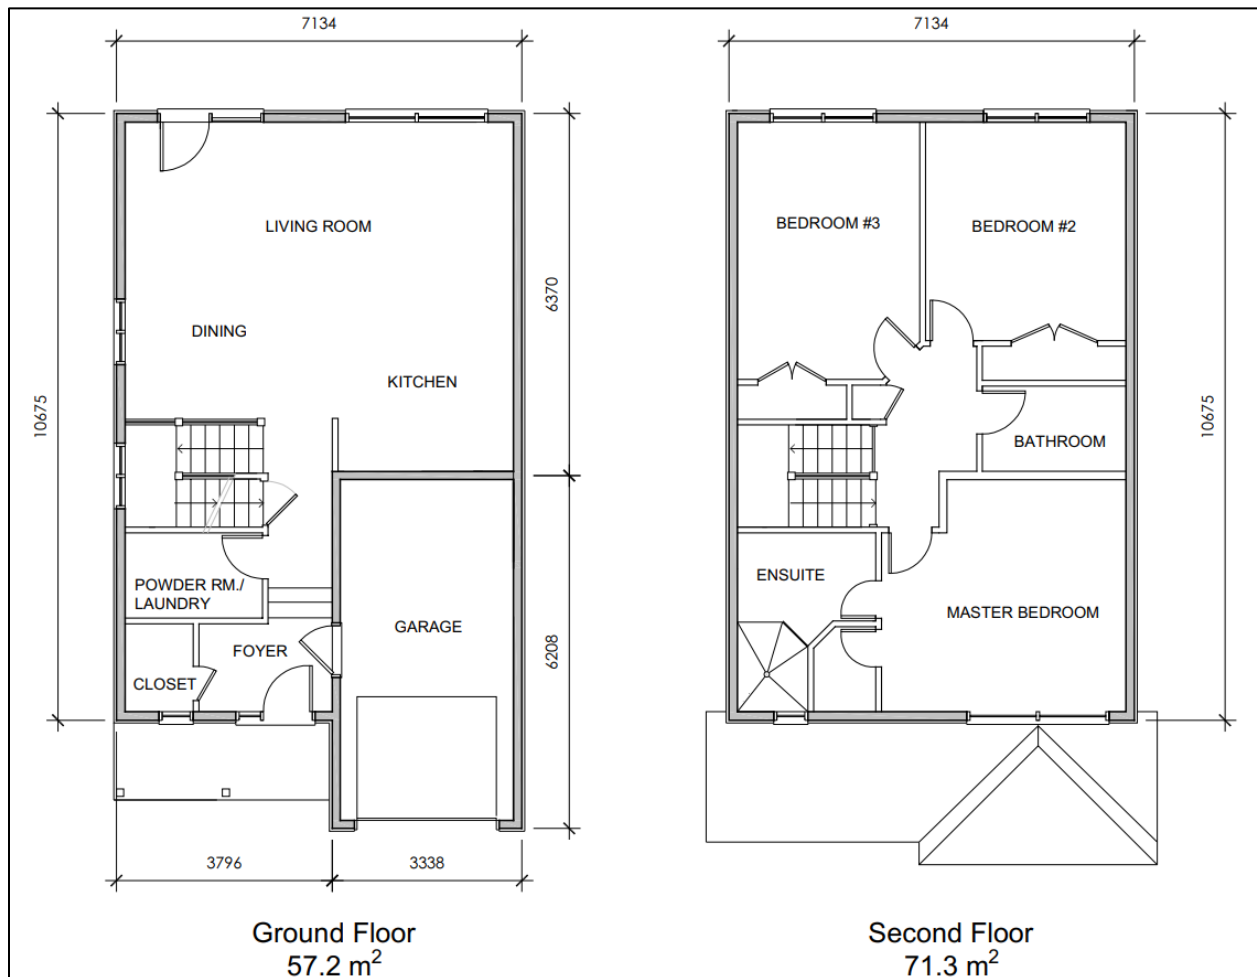 7134
10675
LIVING ROOM
DINING
KITCHEN
6370
POWDER RM./
LAUNDRY
FOYER
CLOSET
GARAGE
6208
3796
3338
Ground Floor
57.2 m²
7134
BEDROOM #3
BEDROOM #2
BATHROOM
10675
ENSUITE
MASTER BEDROOM
Second Floor
71.3 m²